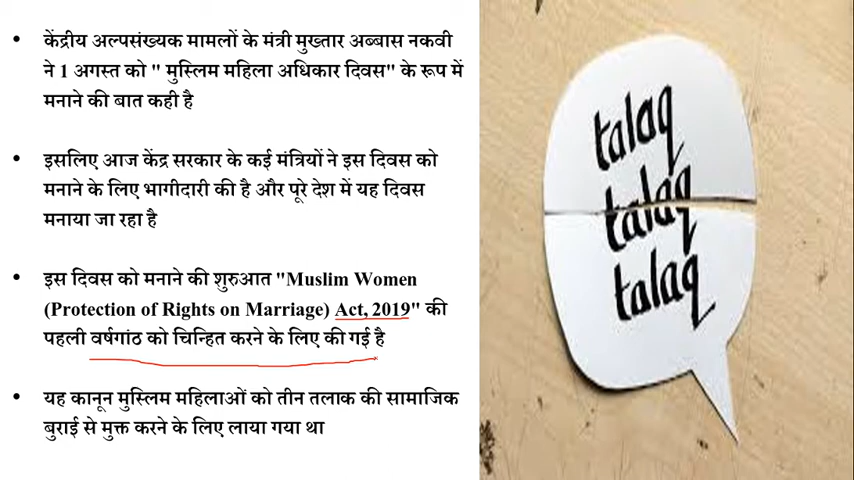 केंद्रीय अल्पसंख्यक मामलों के मंत्री मुख्तार अब्बास नकवी
ने 1 अगस्त को " मुस्लिम महिला अधिकार दिवस" के रूप में
मनाने की बात कही है
इसलिए आज केंद्र सरकार के कई मंत्रियों ने इस दिवस को
मनाने के लिए भागीदारी की है और पूरे देश में यह दिवस
मनाया जा रहा है
इस दिवस को मनाने की शुरुआत "Muslim Women
(Protection of Rights on Marriage) Act, 2019" की
पहली वर्षगांठ को चिन्हित करने के लिए की गई है
यह कानून मुस्लिम महिलाओं को तीन तलाक की सामाजिक
बुराई से मुक्त करने के लिए लाया गया था
talaq
talaq
talaq